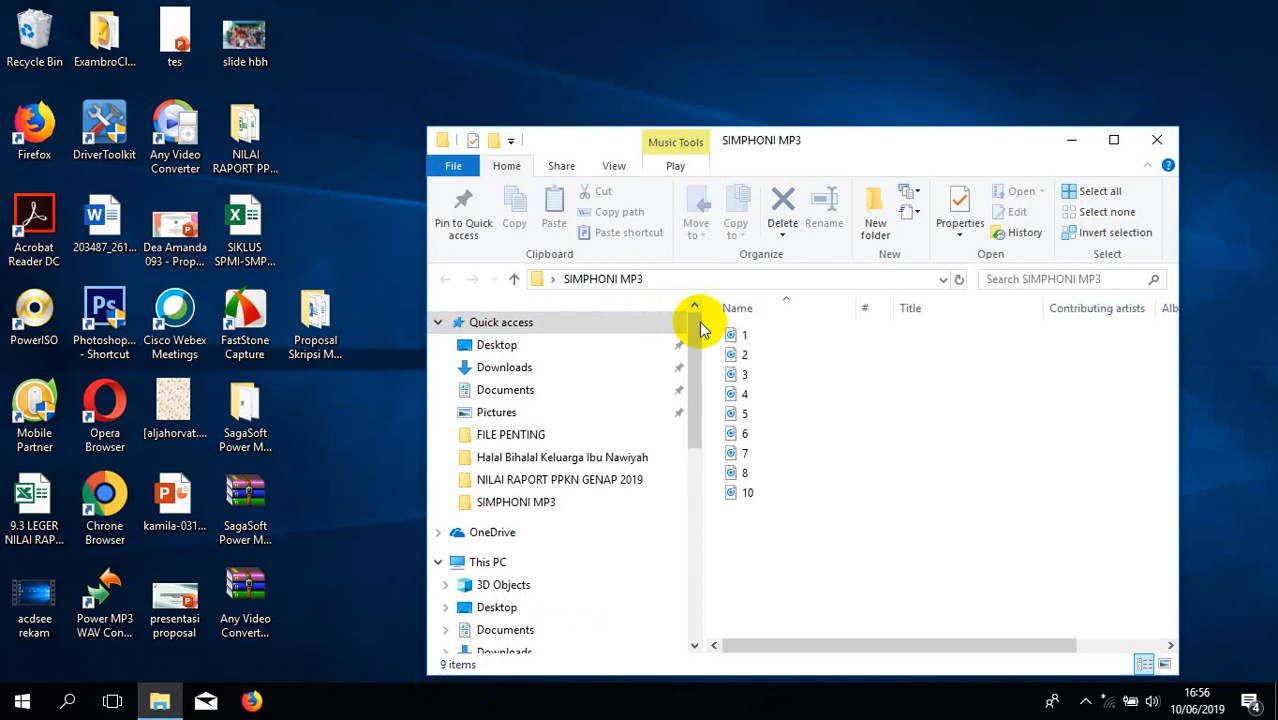 Recycle Bin
ExambroCl...
tes
slide hbh
Firefox
DriverToolkit
Any Video
Converter
NILAI
RAPORT PP...
Acrobat
Reader DC
203487_261...
Dea Amanda
093 - Prop...
SIKLUS
SPMI-SMP...
PowerISO
Photoshop...
- Shortcut
Cisco Webex
Meetings
FastStone
Capture
Proposal
Skripsi M...
Mobile
Partner
Opera
Browser
[aljahorvat....
SagaSoft
Power M...
9.3 LEGER
NILAI RAP...
Chrome
Browser
kamila-031...
SagaSoft
Power M...
acdsee
rekam
Power MP3
WAV Con...
presentasi
proposal
Any Video
Convert...
Music Tools
SIMPHONI MP3
File
Home
Share
View
Play
Pin to Quick
access
Copy
Paste
Cut
Copy path
Paste shortcut
Clipboard
Move
to
Copy
to
Delete
Rename
Organize
New
folder
New
Properties
Open
Edit
History
Open
Select all
Select none
Invert selection
Select
SIMPHONI MP3
Search SIMPHONI MP3
Quick access
Desktop
Downloads
Documents
Pictures
FILE PENTING
Halal Bihalal Keluarga Ibu Nawiyah
NILAI RAPORT PPKN GENAP 2019
SIMPHONI MP3
OneDrive
This PC
3D Objects
Desktop
Documents
Downloads
Name
#
Title
Contributing artists
Alb
1
2
3
4
5
6
7
8
10
9 items
16:56
10/06/2019
4